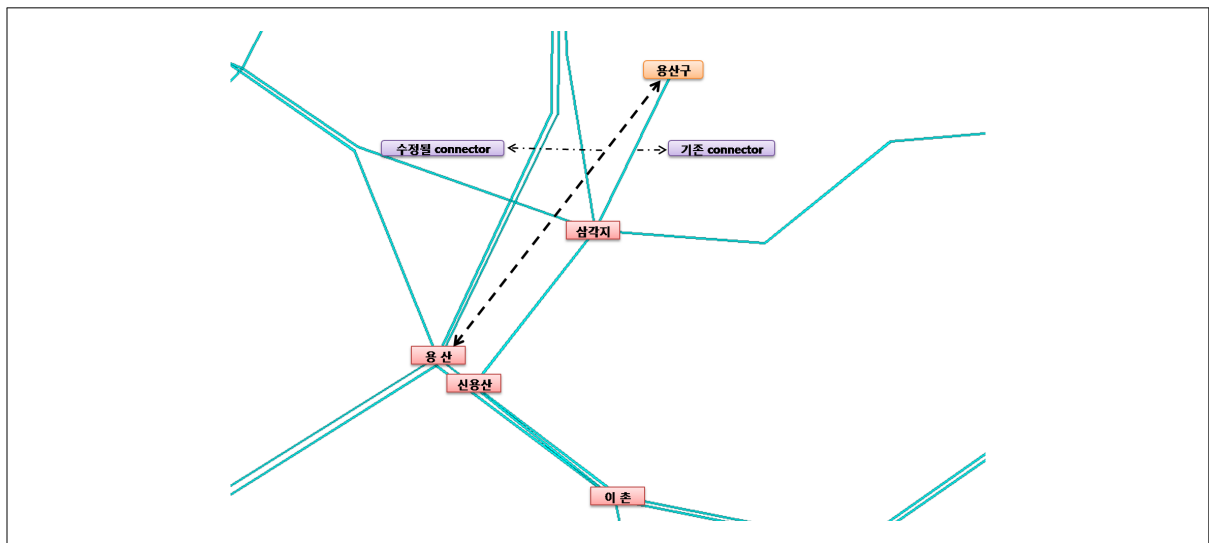 용산구
수정될 connector
기존 connector
삼각지
용 산
신용산
이 촌